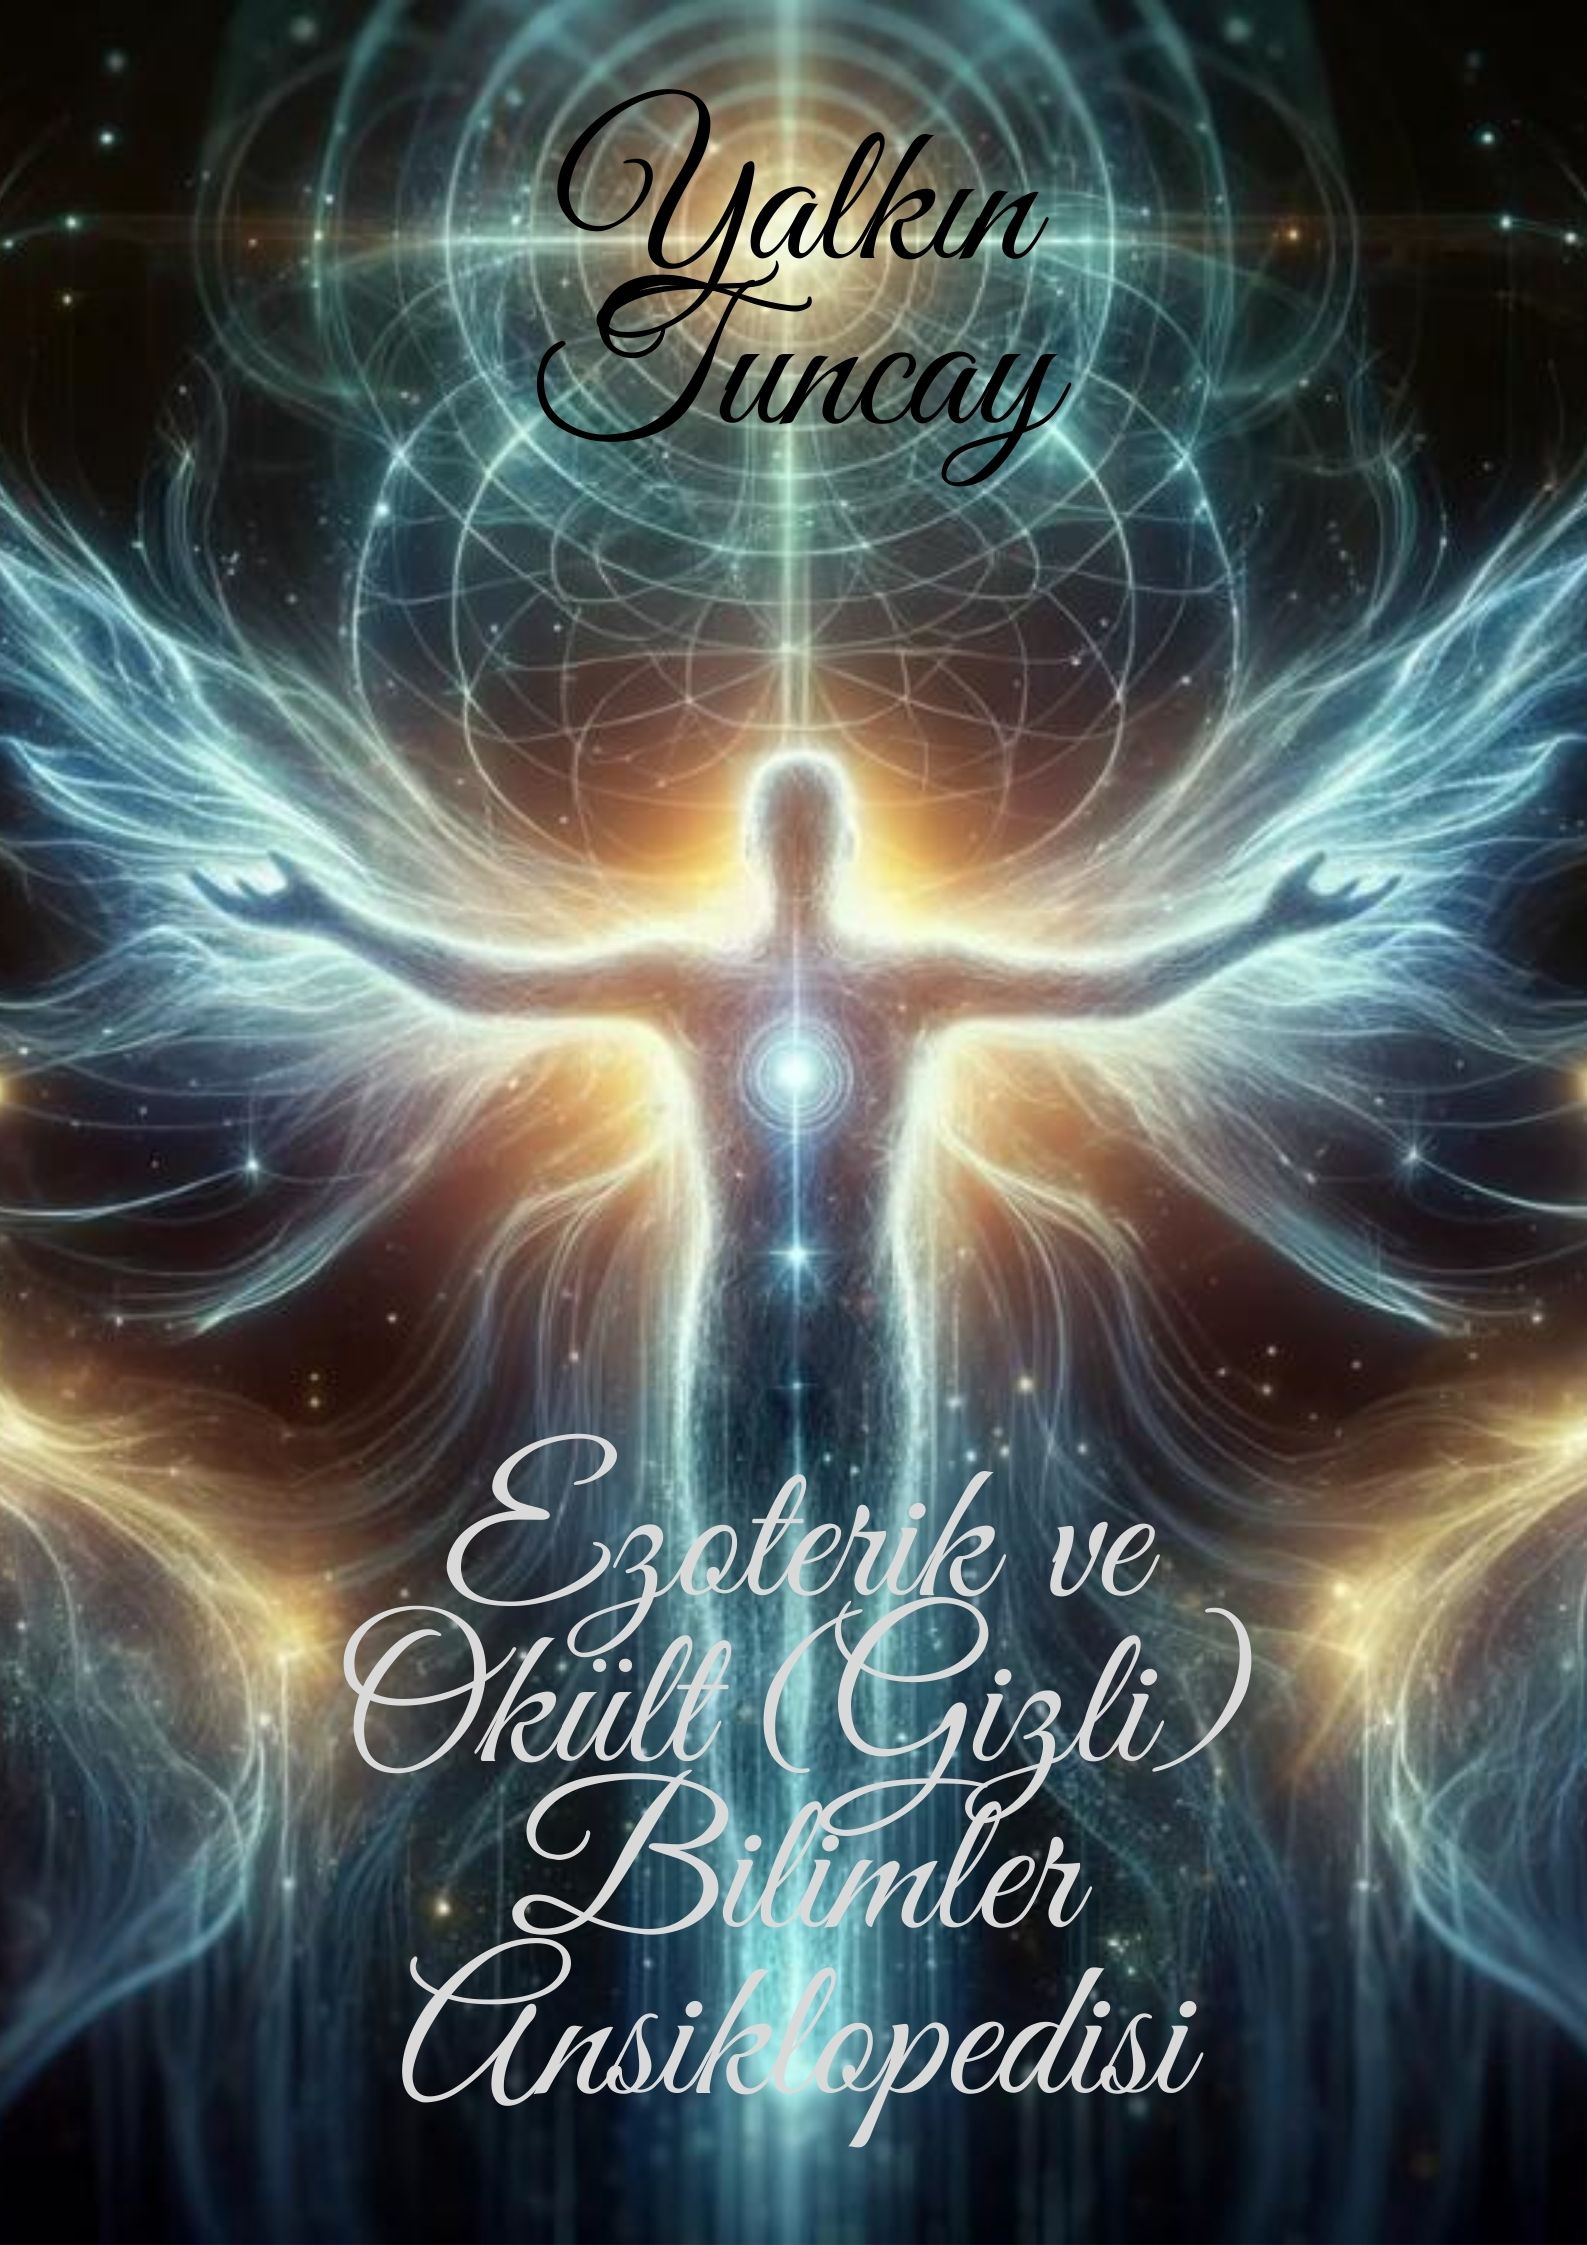 Yalkın
Tuncay
Ezoterik ve
Okült (Gizli)
Bilimler
Ansiklopedisi